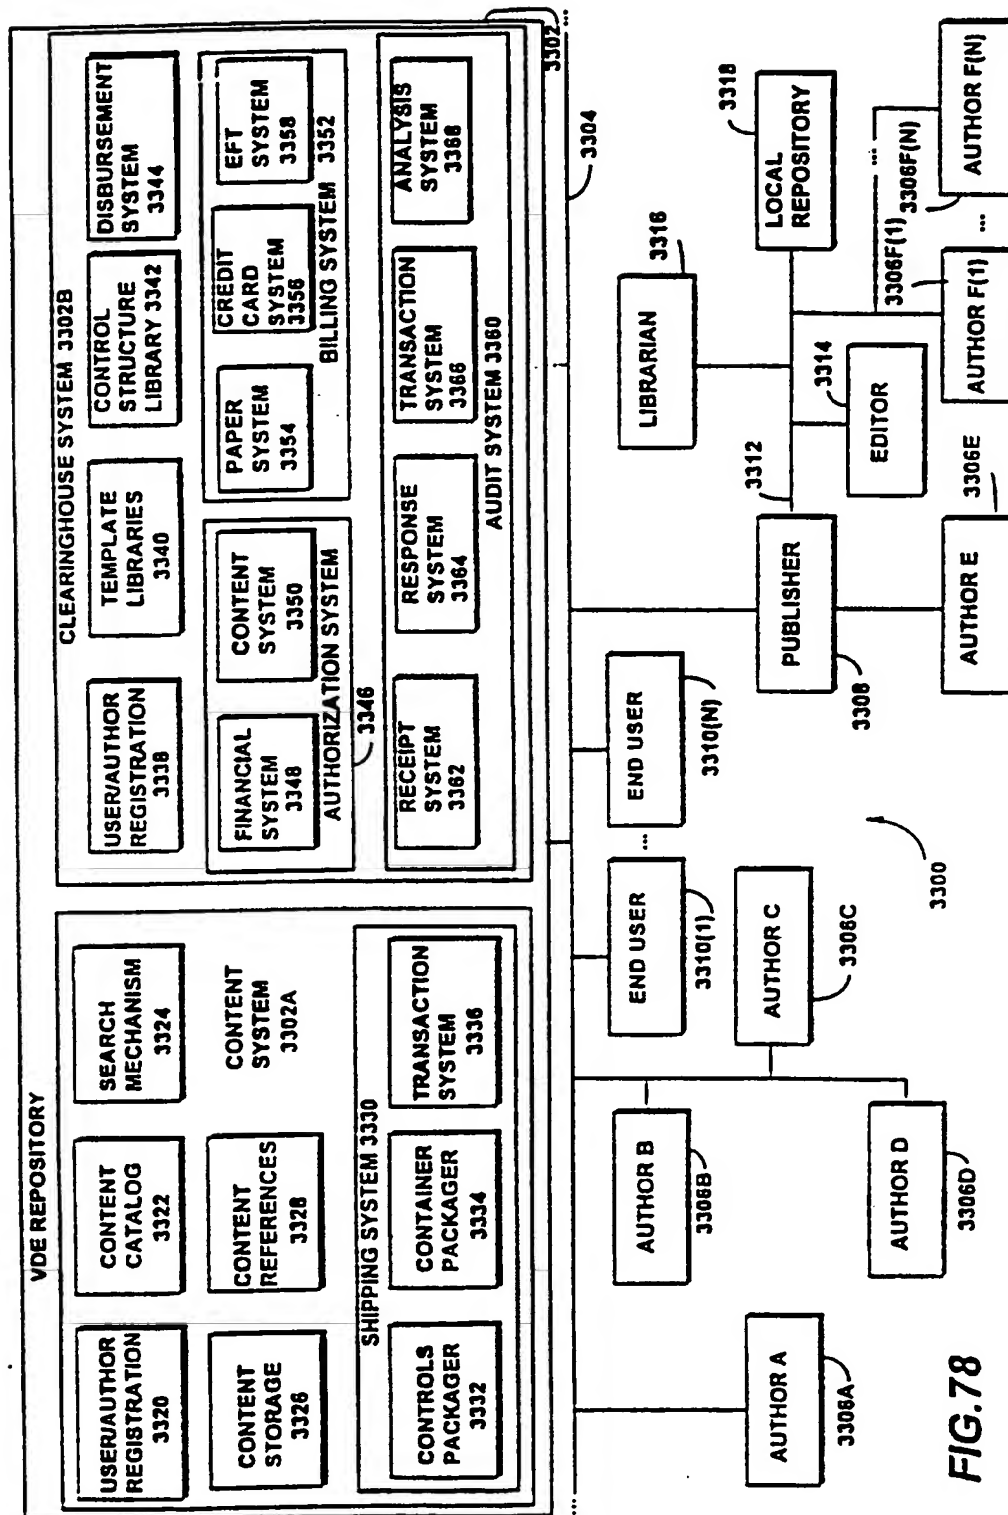 VDE REPOSITORY
USER/AUTHOR
REGISTRATION
3320
CONTENT
CATALOG
3322
SEARCH
MECHANISM
3324
CONTENT
STORAGE
3326
CONTENT
REFERENCES
3328
CONTENT
SYSTEM
3302A
SHIPPING SYSTEM 3330
CONTROLS
PACKAGER
3332
CONTAINER
PACKAGER
3334
TRANSACTION
SYSTEM
3336
CLEARINGHOUSE SYSTEM 3302B
USER/AUTHOR
REGISTRATION
3338
TEMPLATE
LIBRARIES
3340
CONTROL
STRUCTURE
LIBRARY 3342
DISBURSEMENT
SYSTEM
3344
FINANCIAL
SYSTEM
3348
CONTENT
SYSTEM
3350
AUTHORIZATION SYSTEM
3346
PAPER
SYSTEM
3354
CREDIT
CARD
SYSTEM
3356
EFT
SYSTEM
3358
BILLING SYSTEM 3352
RECEIPT
SYSTEM
3362
RESPONSE
SYSTEM
3364
TRANSACTION
SYSTEM
3366
ANALYSIS
SYSTEM
3368
AUDIT SYSTEM 3360
3302
...
...
3304
AUTHOR A
3306A
AUTHOR B
3306B
AUTHOR C
3306C
AUTHOR D
3306D
END USER
3310(1)
...
END USER
3310(N)
3300
PUBLISHER
3308
3312
AUTHOR E
3306E
LIBRARIAN
3316
EDITOR
3314
LOCAL
REPOSITORY
3318
AUTHOR F(1)
3306F(1)
...
...
AUTHOR F(N)
3306F(N)
FIG.78